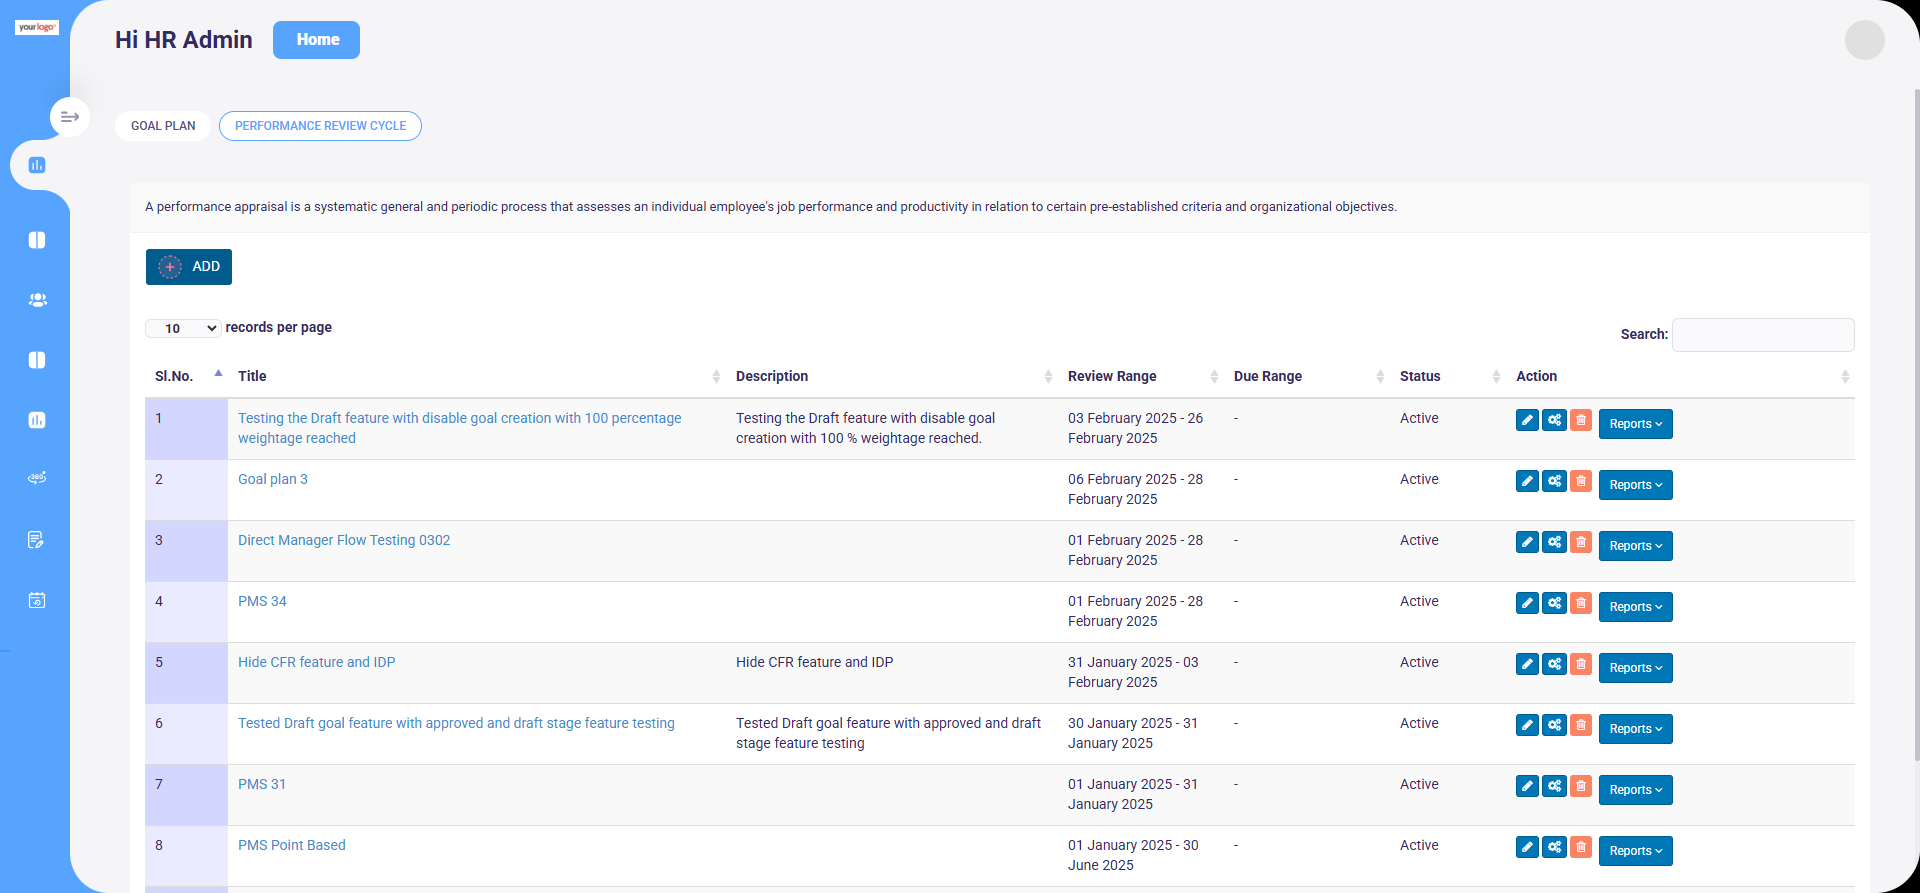 yourlogo
Hi HR Admin
Home
GOAL PLAN
PERFORMANCE REVIEW CYCLE
A performance appraisal is a systematic general and periodic process that assesses an individual employee's job performance and productivity in relation to certain pre-established criteria and organizational objectives.
+ ADD
10 records per page
Search:
Sl.No. Title Description Review Range Due Range Status Action
1 Testing the Draft feature with disable goal creation with 100 percentage Testing the Draft feature with disable goal 03 February 2025 - 26 - Active Reports
weightage reached creation with 100 % weightage reached. February 2025
2 Goal plan 3 06 February 2025 - 28 - Active Reports
February 2025
3 Direct Manager Flow Testing 0302 01 February 2025 - 28 - Active Reports
February 2025
4 PMS 34 01 February 2025 - 28 - Active Reports
February 2025
5 Hide CFR feature and IDP Hide CFR feature and IDP 31 January 2025 - 03 - Active Reports
February 2025
6 Tested Draft goal feature with approved and draft stage feature testing Tested Draft goal feature with approved and draft 30 January 2025 - 31 - Active Reports
stage feature testing January 2025
7 PMS 31 01 January 2025 - 31 - Active Reports
January 2025
8 PMS Point Based 01 January 2025 - 30 - Active Reports
June 2025
360